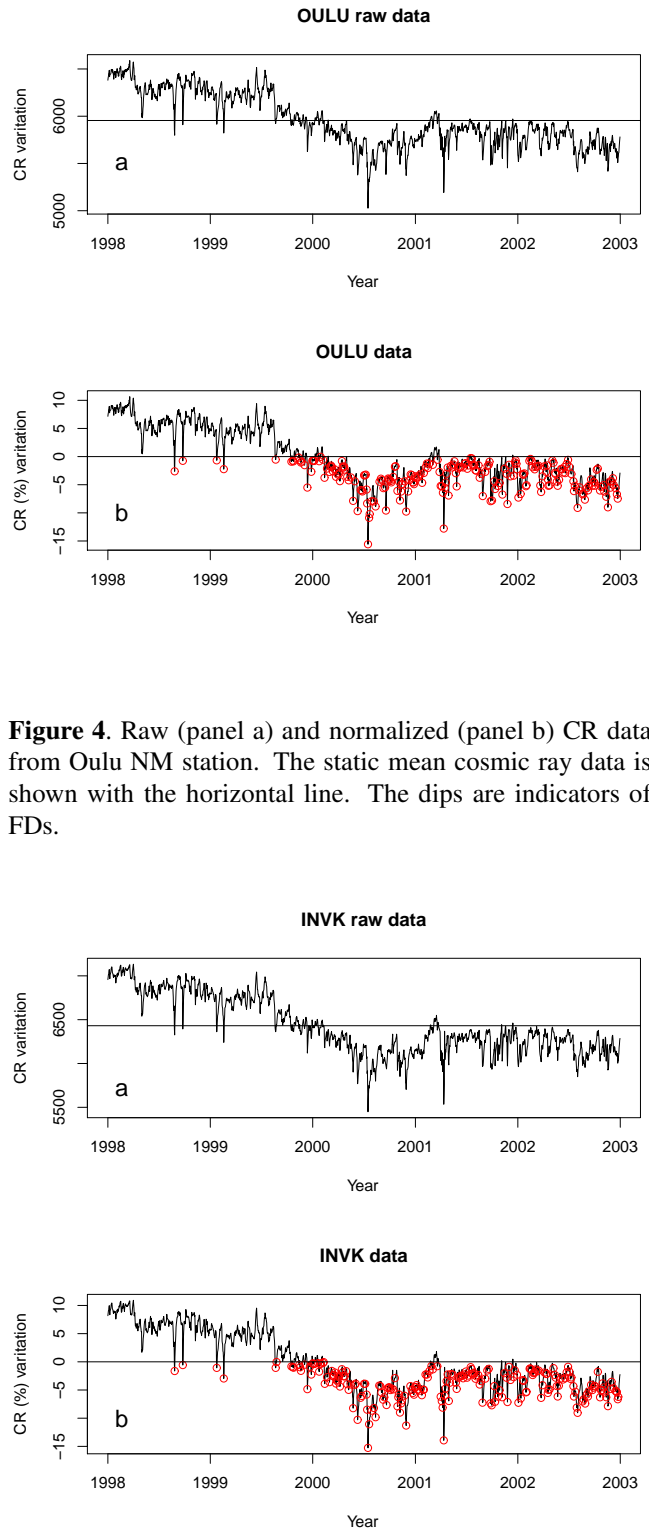 OULU raw data
CR varitation
6000
5000
a
1998 1999 2000 2001 2002 2003
Year
OULU data
CR (%) varitation
10
5
0
−5
−15
b
1998 1999 2000 2001 2002 2003
Year
Figure 4. Raw (panel a) and normalized (panel b) CR data
from Oulu NM station. The static mean cosmic ray data is
shown with the horizontal line. The dips are indicators of
FDs.
INVK raw data
CR varitation
6500
5500
a
1998 1999 2000 2001 2002 2003
Year
INVK data
CR (%) varitation
10
5
0
−5
−15
b
1998 1999 2000 2001 2002 2003
Year